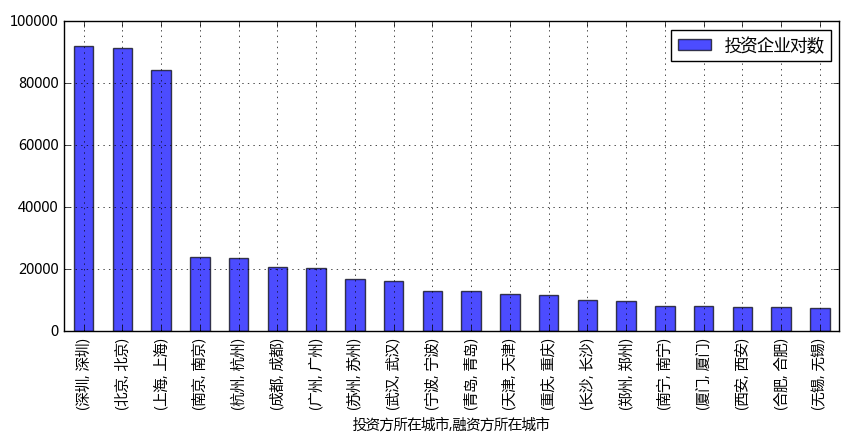 100000
80000
60000
40000
20000
0
投资企业对数
(深圳, 深圳)
(北京, 北京)
(上海, 上海)
(南京, 南京)
(杭州, 杭州)
(成都, 成都)
(广州, 广州)
(苏州, 苏州)
(武汉, 武汉)
(宁波, 宁波)
(青岛, 青岛)
(天津, 天津)
(重庆, 重庆)
(长沙, 长沙)
(郑州, 郑州)
(南宁, 南宁)
(厦门, 厦门)
(西安, 西安)
(合肥, 合肥)
(无锡, 无锡)
投资方所在城市,融资方所在城市